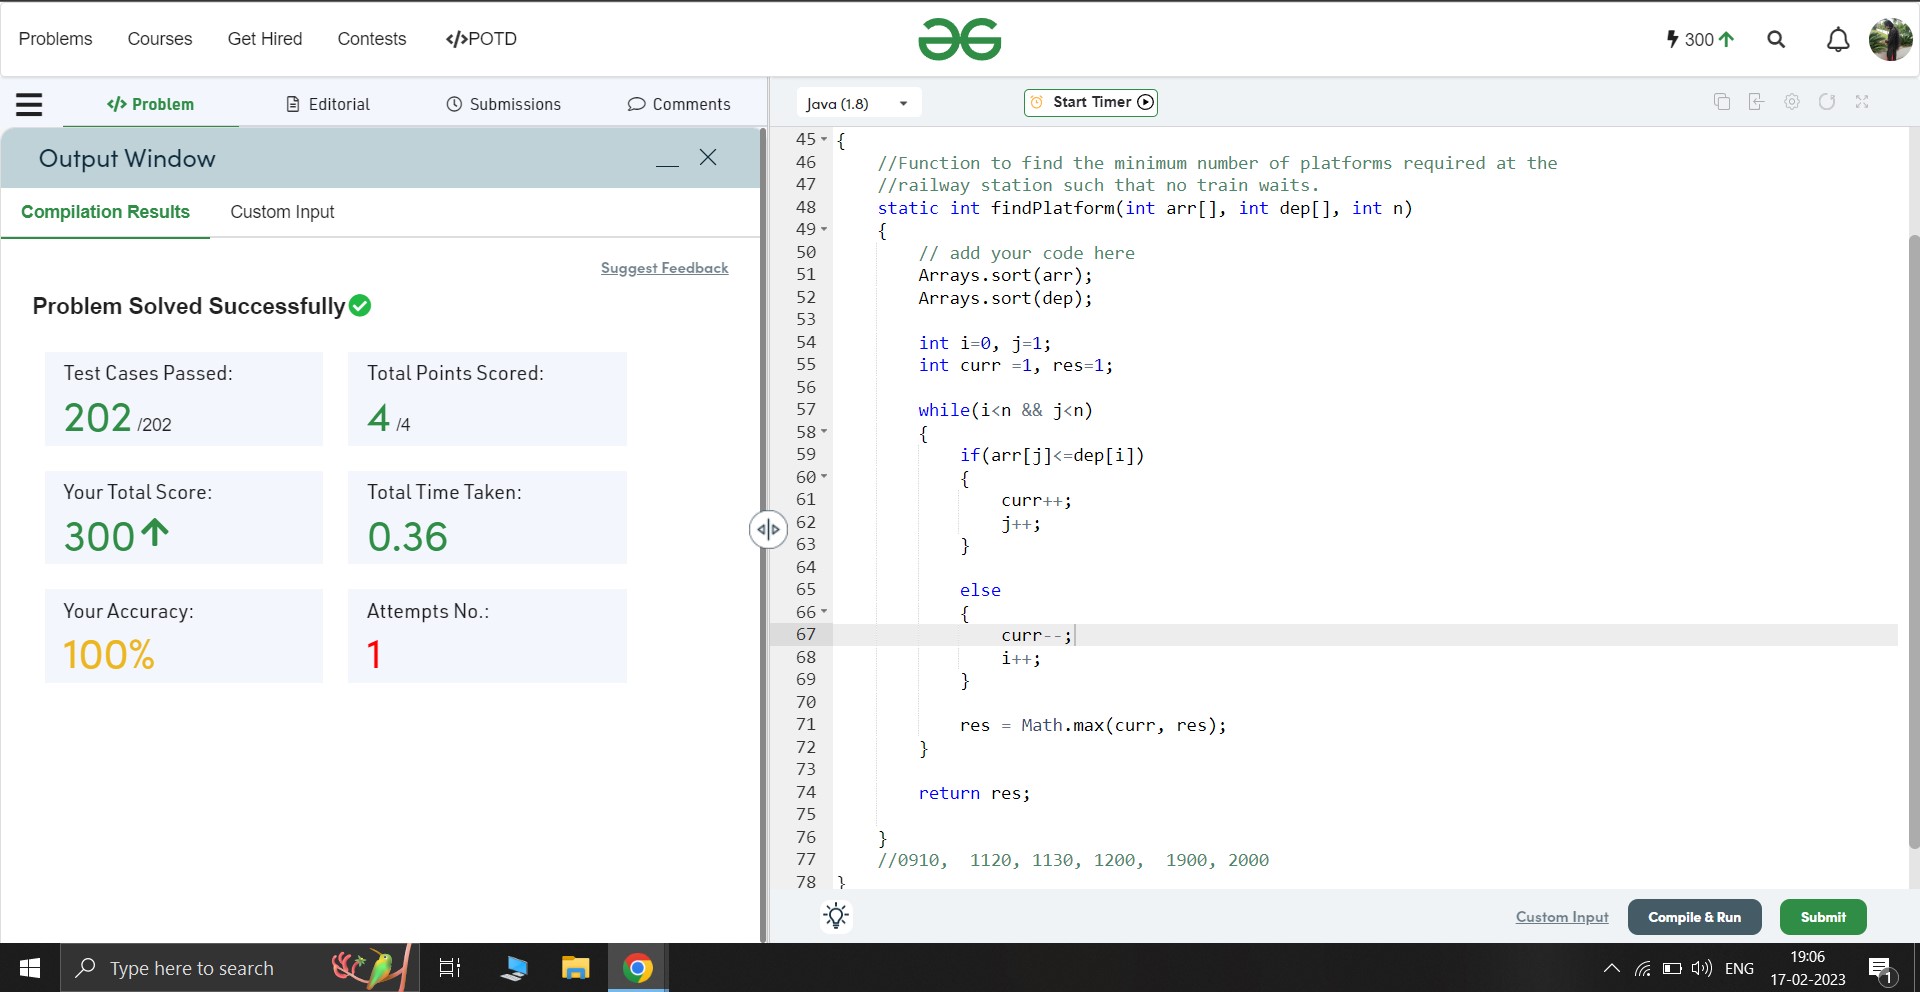 Problems Courses Get Hired Contests </>POTD 300
</> Problem Editorial Submissions Comments
Output Window
Compilation Results Custom Input
Suggest Feedback
Problem Solved Successfully
Test Cases Passed: Total Points Scored:
202 /202 4 /4
Your Total Score: Total Time Taken:
300 0.36
Your Accuracy: Attempts No.:
100% 1
Java (1.8) Start Timer
45 {
46 //Function to find the minimum number of platforms required at the
47 //railway station such that no train waits.
48 static int findPlatform(int arr[], int dep[], int n)
49 {
50 // add your code here
51 Arrays.sort(arr);
52 Arrays.sort(dep);
53
54 int i=0, j=1;
55 int curr =1, res=1;
56
57 while(i<n && j<n)
58 {
59 if(arr[j]<=dep[i])
60 {
61 curr++;
62 j++;
63 }
64
65 else
66 {
67 curr--;
68 i++;
69 }
70
71 res = Math.max(curr, res);
72 }
73
74 return res;
75
76 }
77 //0910, 1120, 1130, 1200, 1900, 2000
78 }
Custom Input Compile & Run Submit
Type here to search
ENG
19:06
17-02-2023
1